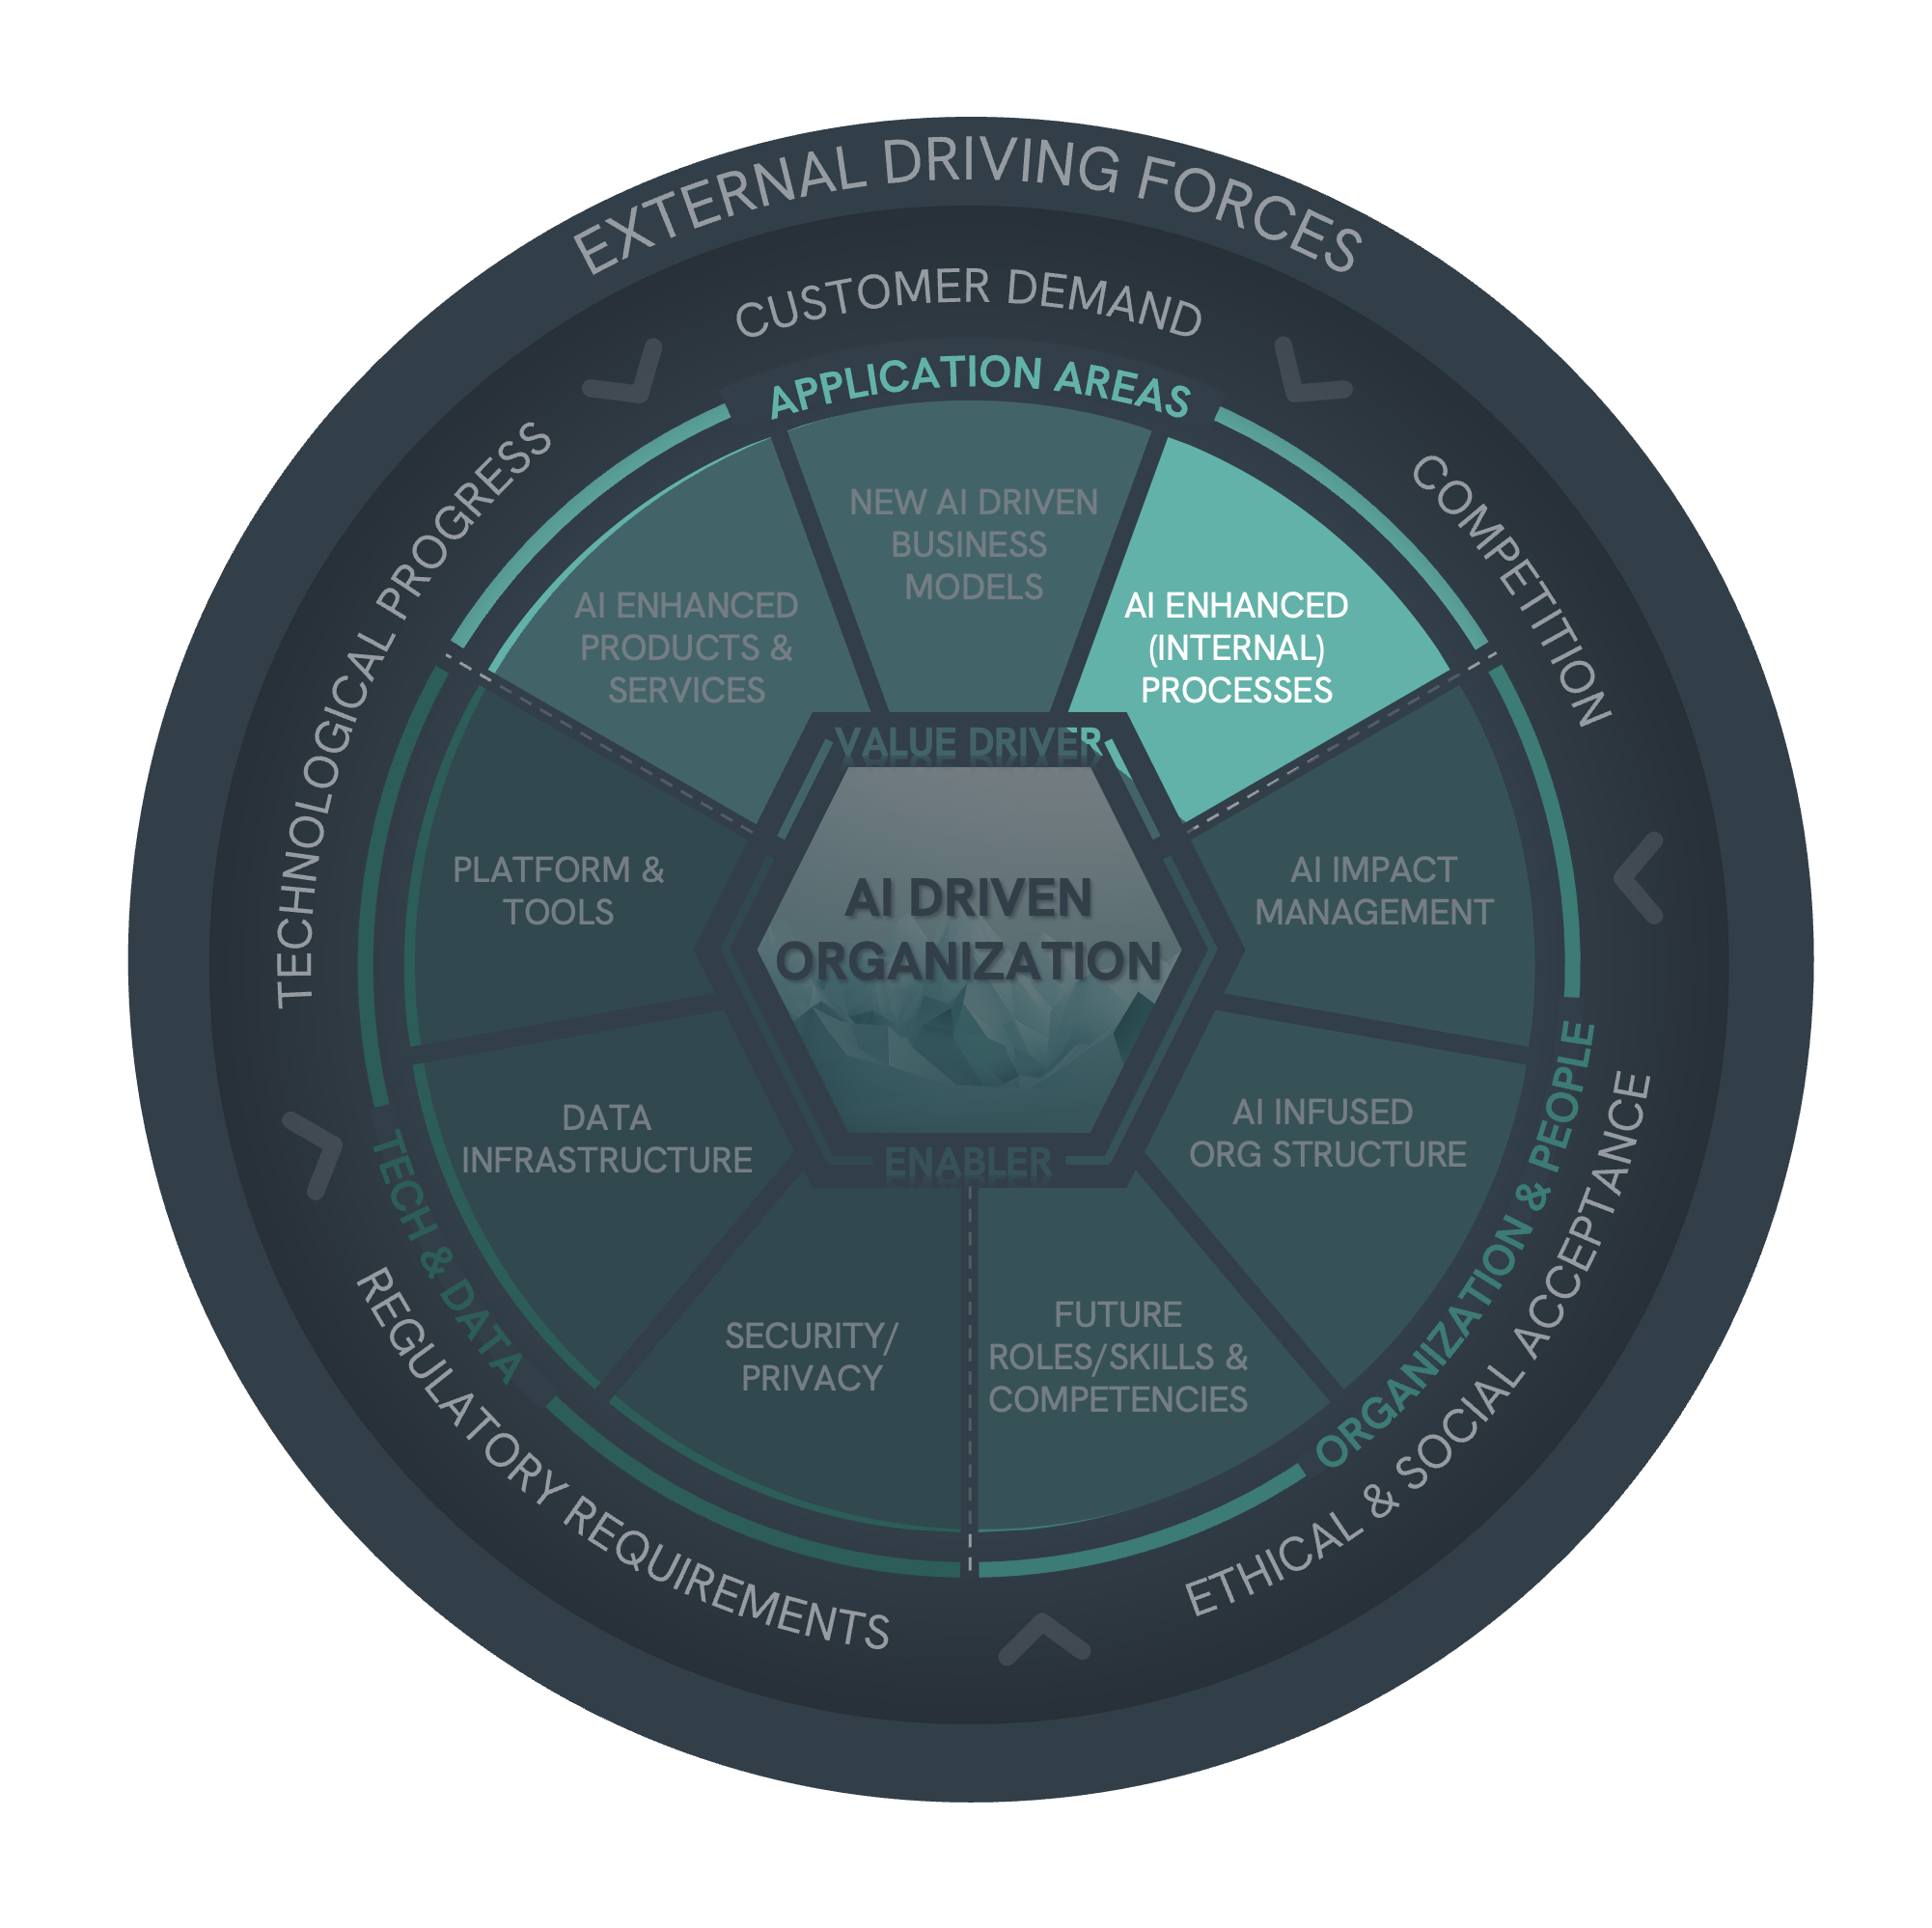 EXTERNAL DRIVING FORCES
CUSTOMER DEMAND
COMPETITION
ETHICAL & SOCIAL ACCEPTANCE
REGULATORY REQUIREMENTS
TECHNOLOGICAL PROGRESS
APPLICATION AREAS
AI ENHANCED
PRODUCTS &
SERVICES
NEW AI DRIVEN
BUSINESS
MODELS
AI ENHANCED
(INTERNAL)
PROCESSES
ORGANIZATION & PEOPLE
AI IMPACT
MANAGEMENT
AI INFUSED
ORG STRUCTURE
FUTURE
ROLES/SKILLS &
COMPETENCIES
TECH & DATA
SECURITY/
PRIVACY
DATA
INFRASTRUCTURE
PLATFORM &
TOOLS
VALUE DRIVER
AI DRIVEN
ORGANIZATION
ENABLER